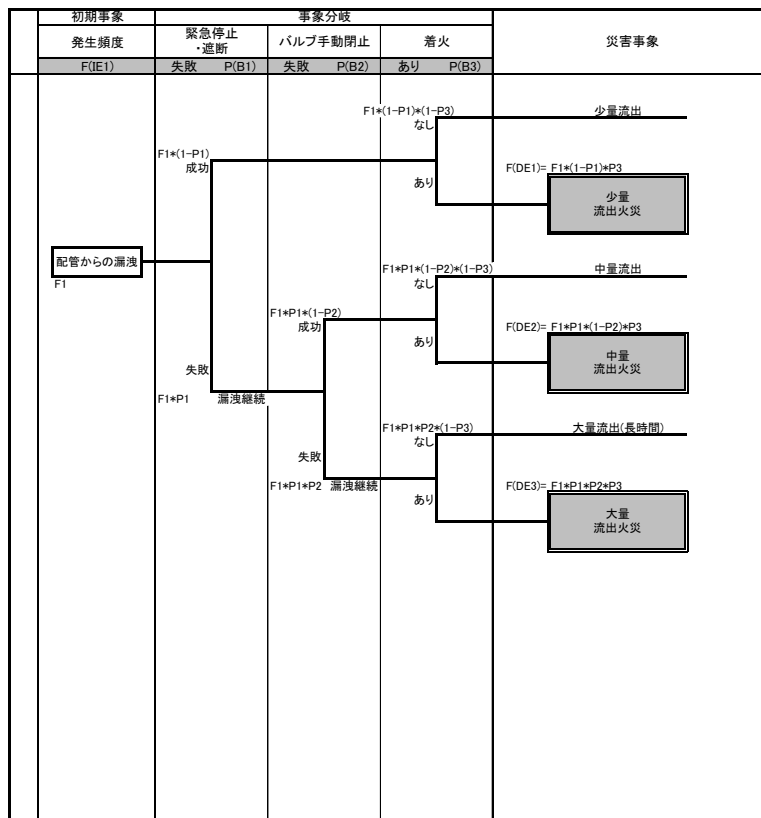 初期事象
事象分岐
発生頻度
緊急停止
・遮断
バルブ手動閉止
着火
災害事象
F(IE1)
失敗 P(B1)
失敗 P(B2)
あり P(B3)
F1*(1-P1)*(1-P3)
なし
少量流出
F1*(1-P1)
成功
あり
F(DE1)= F1*(1-P1)*P3
少量
流出火災
配管からの漏洩
F1
F1*P1*(1-P2)*(1-P3)
なし
中量流出
F1*P1*(1-P2)
成功
あり
F(DE2)= F1*P1*(1-P2)*P3
中量
流出火災
失敗
F1*P1 漏洩継続
F1*P1*P2*(1-P3)
なし
大量流出(長時間)
失敗
F1*P1*P2 漏洩継続
あり
F(DE3)= F1*P1*P2*P3
大量
流出火災